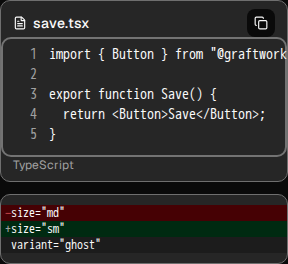 save.tsx
1 import { Button } from "@graftwork
2
3 export function Save() {
4   return <Button>Save</Button>;
5 }
TypeScript
-size="md"
+size="sm"
 variant="ghost"